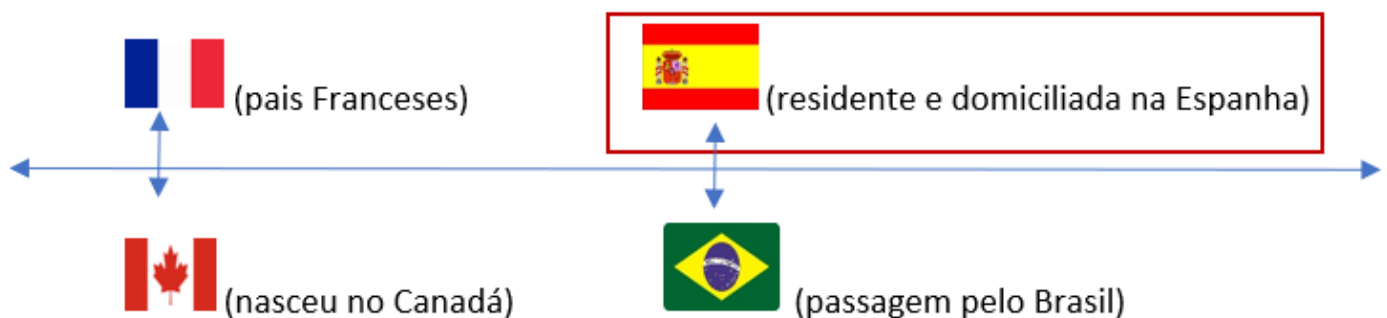 (pais Franceses)
(residente e domiciliada na Espanha)
(nasceu no Canadá)
(passagem pelo Brasil)